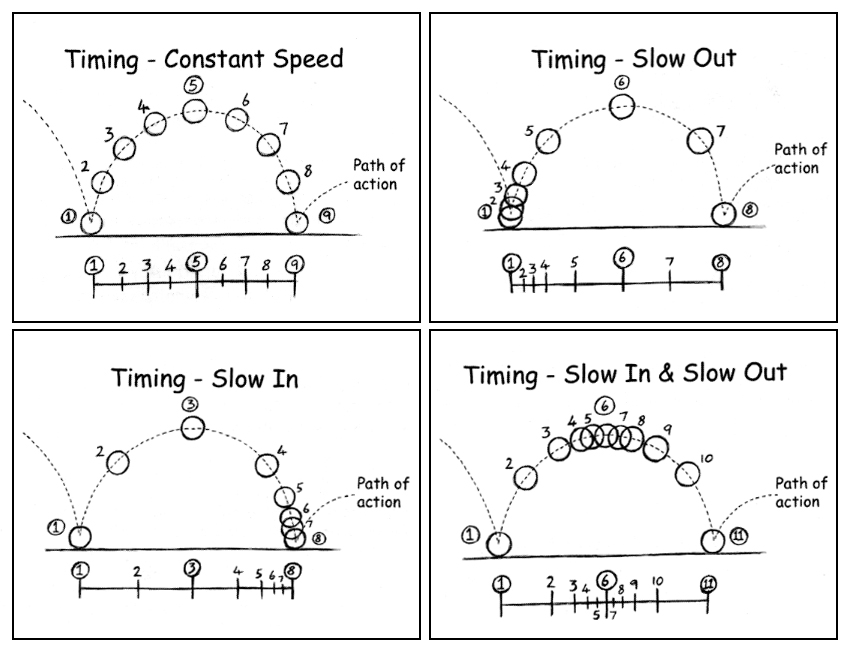 Timing - Constant Speed
5
4 6
3 7
2 8
Path of
action
1 9
1 2 3 4 5 6 7 8 9
Timing - Slow Out
6
5 7
4
3
2
1
Path of
action
8
1 2 3 4 5 6 7 8
Timing - Slow In
3
2 4
5
6
7
Path of
action
1 8
1 2 3 4 5 6 7 8
Timing - Slow In & Slow Out
6
4 5 7 8
3 9
2 10
Path of
action
1 11
1 2 3 4 6 8 9 10 11
5 7